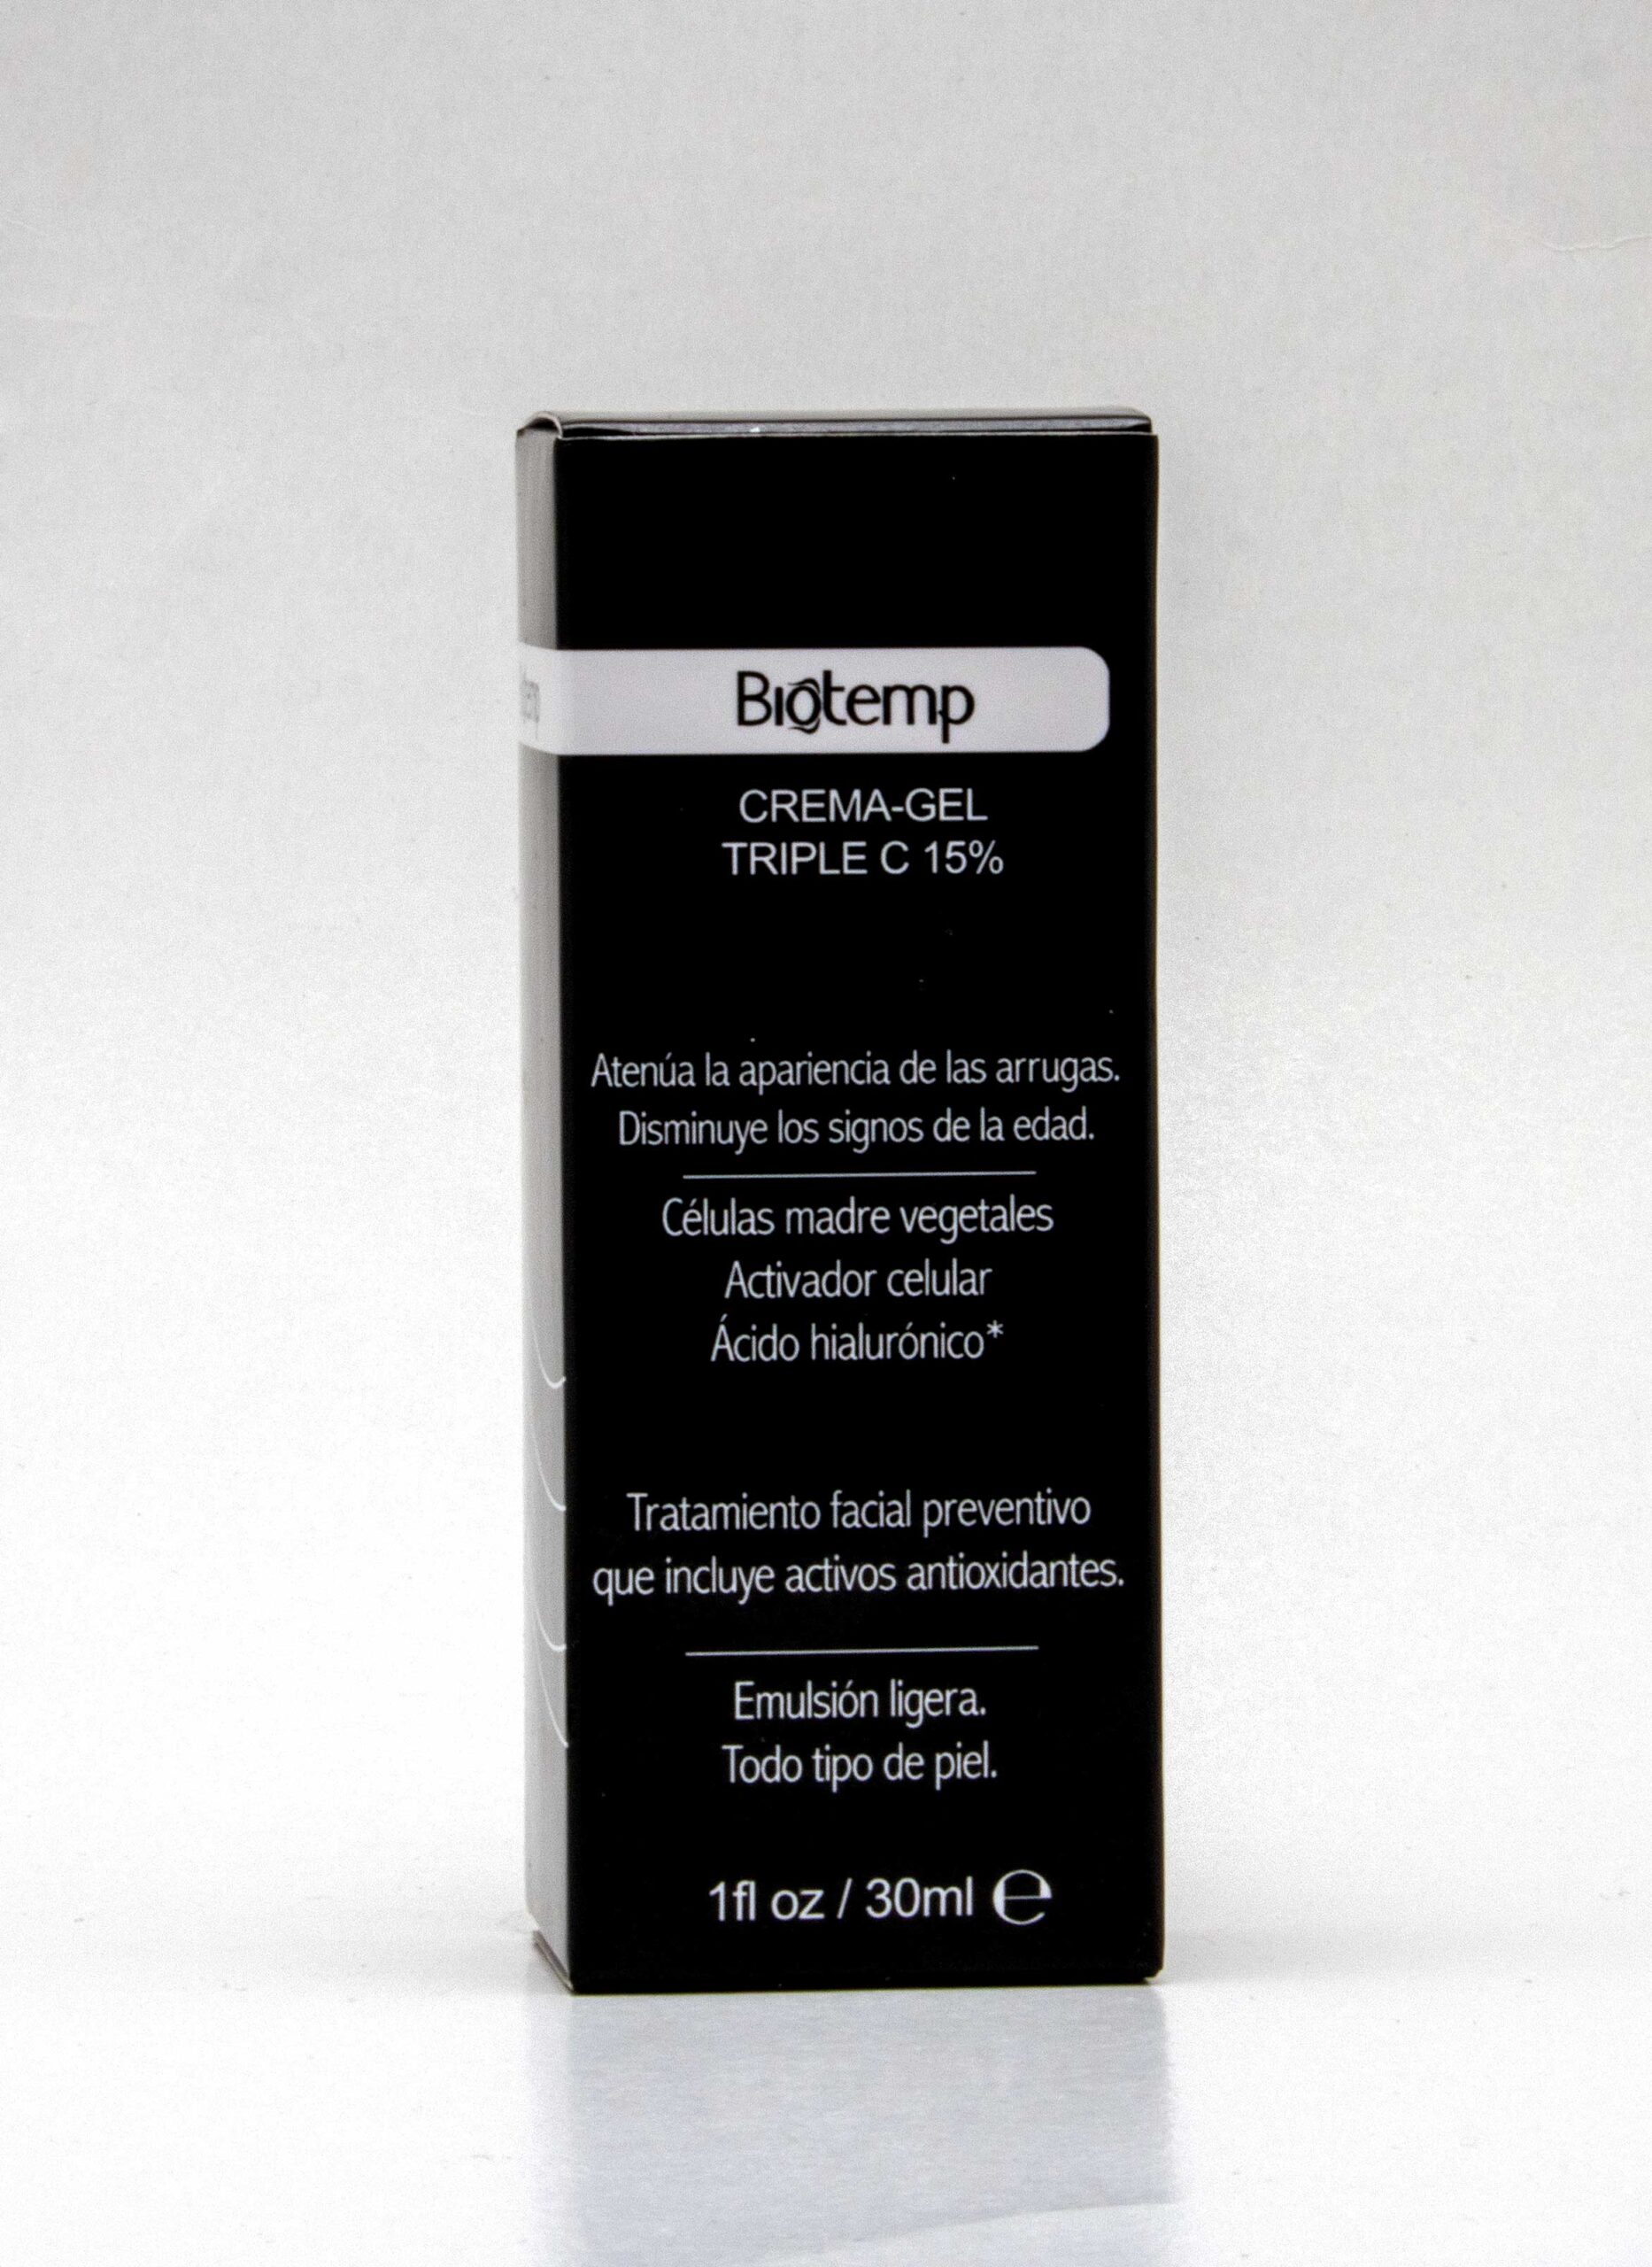 Biotemp
CREMA-GEL
TRIPLE C 15%
Atenúa la apariencia de las arrugas.
Disminuye los signos de la edad.
Células madre vegetales
Activador celular
Ácido hialurónico*
Tratamiento facial preventivo
que incluye activos antioxidantes.
Emulsión ligera.
Todo tipo de piel.
1fl oz / 30ml ℮